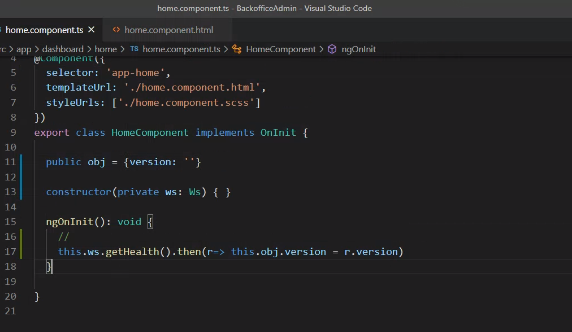 home.component.ts - BackofficeAdmin - Visual Studio Code
home.component.ts × <> home.component.html
rc > app > dashboard > home > TS home.component.ts > HomeComponent > ngOnInit
4 @Component({
5 selector: 'app-home',
6 templateUrl: './home.component.html',
7 styleUrls: ['./home.component.scss']
8 })
9 export class HomeComponent implements OnInit {
10
11 public obj = {version: ''}
12
13 constructor(private ws: Ws) { }
14
15 ngOnInit(): void {
16 //
17 this.ws.getHealth().then(r=> this.obj.version = r.version)
18 }
19
20 }
21